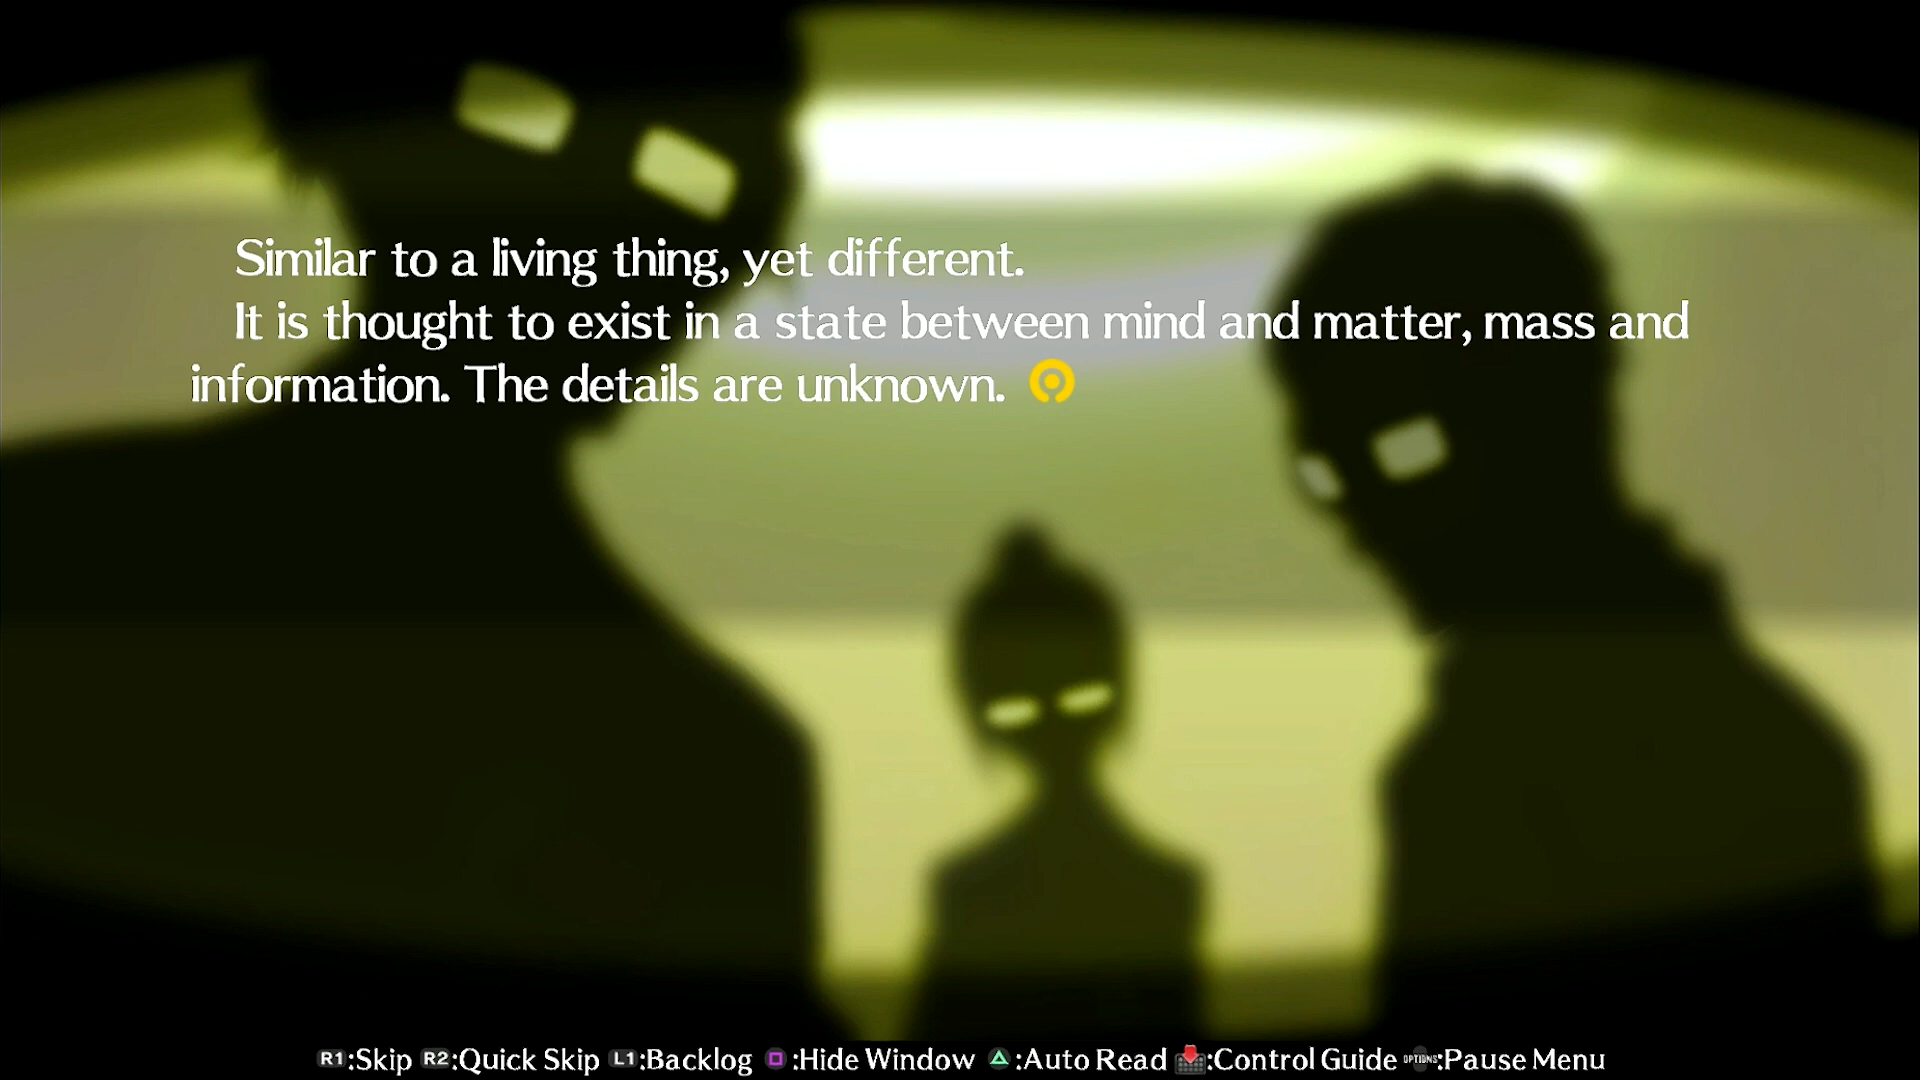 Similar to a living thing, yet different.
It is thought to exist in a state between mind and matter, mass and
information. The details are unknown.
R1:Skip R2:Quick Skip L1:Backlog :Hide Window :Auto Read :Control Guide OPTIONS:Pause Menu